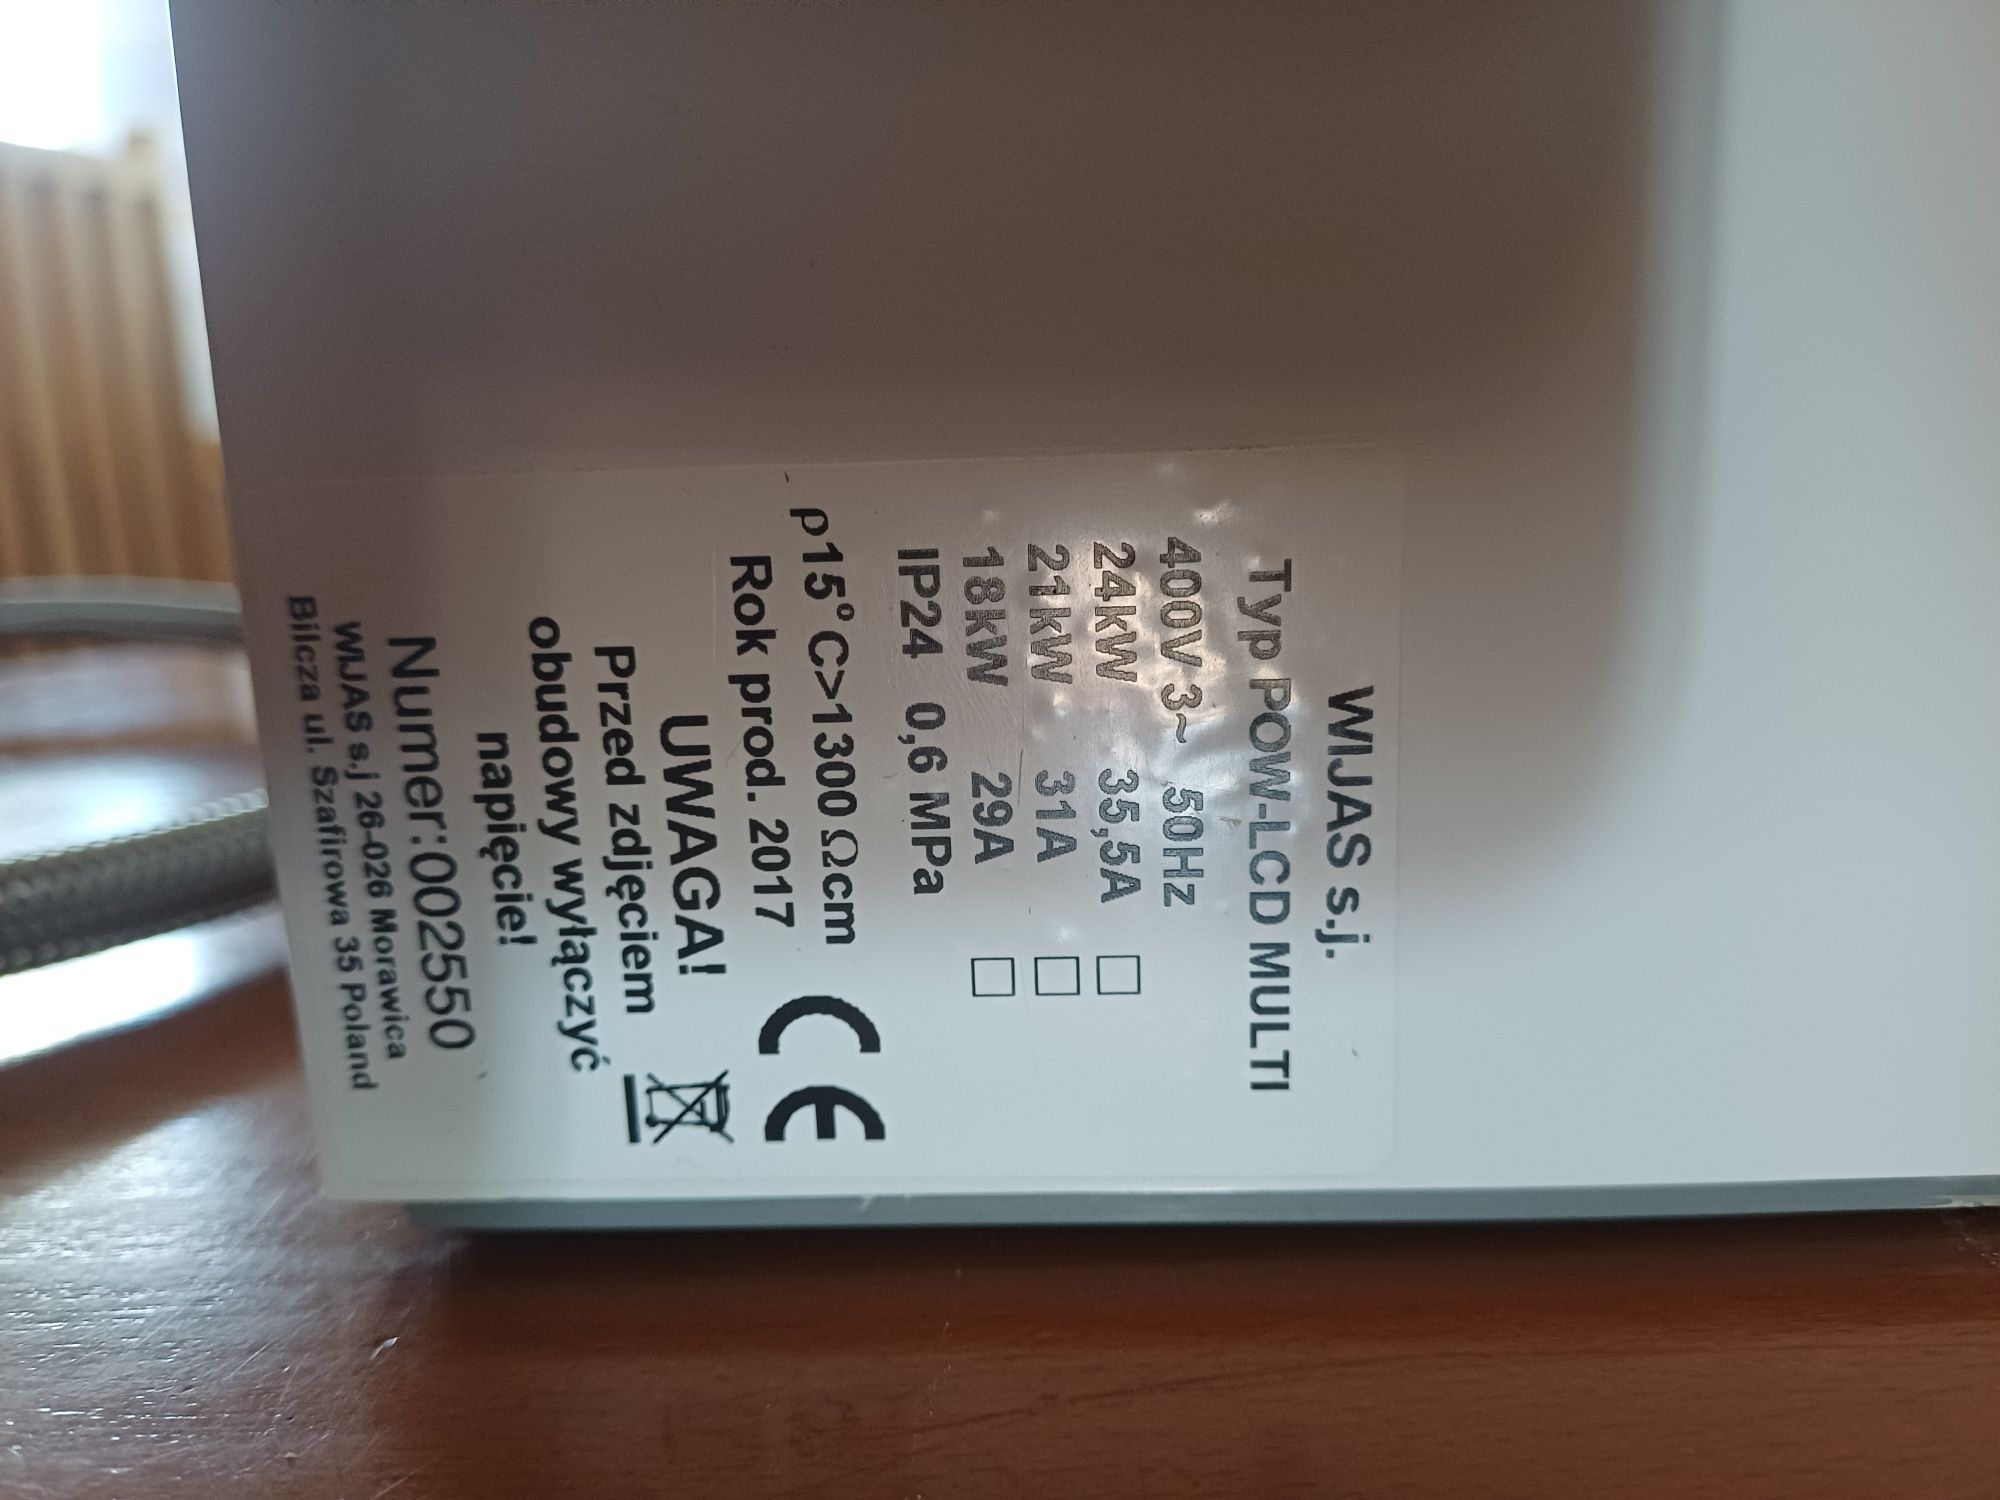 WIJAS s.j.
Typ POW-LCD MULTI
400V 3~ 50Hz
24kW 35,5A □
21kW 31A □
18kW 29A □
IP24 0,6 MPa
ρ15°C>1300 Ωcm
Rok prod. 2017
CE
UWAGA!
Przed zdjęciem
obudowy wyłączyć
napięcie!
Numer:002550
WIJAS s.j 26-026 Morawica
Bilcza ul. Szafirowa 35 Poland